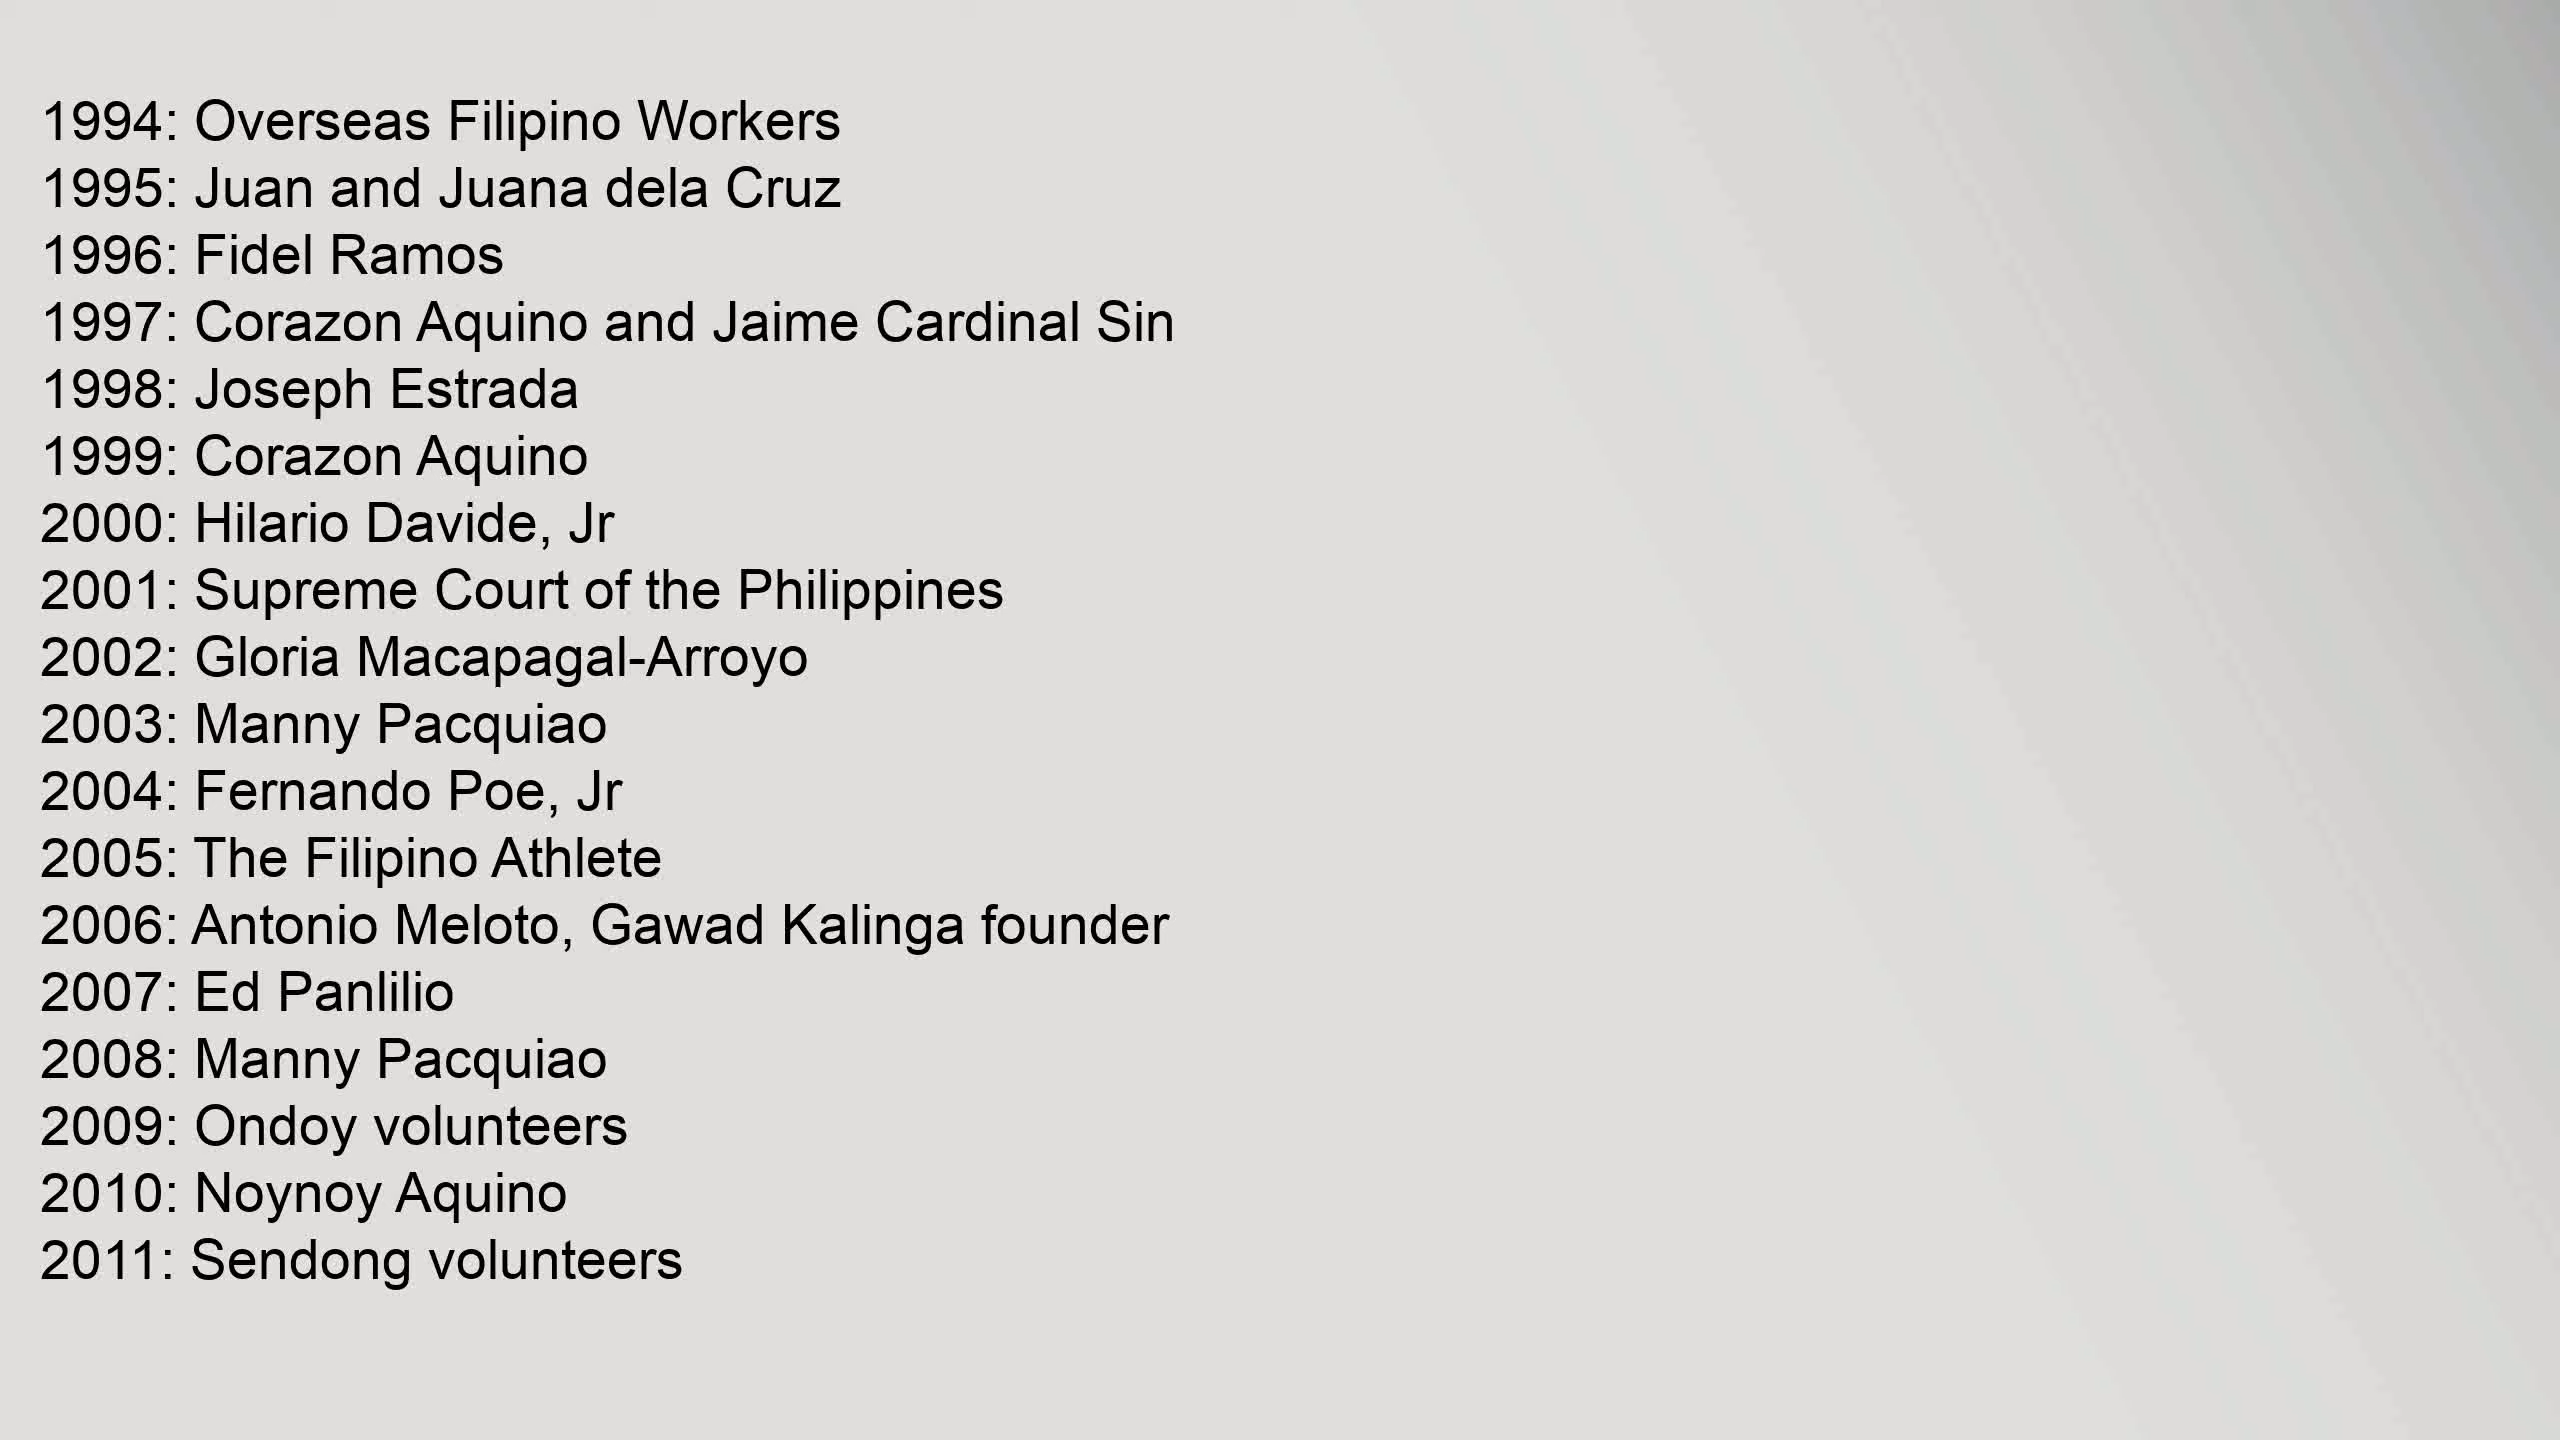 1994: Overseas Filipino Workers
1995: Juan and Juana dela Cruz
1996: Fidel Ramos
1997: Corazon Aquino and Jaime Cardinal Sin
1998: Joseph Estrada
1999: Corazon Aquino
2000: Hilario Davide, Jr
2001: Supreme Court of the Philippines
2002: Gloria Macapagal-Arroyo
2003: Manny Pacquiao
2004: Fernando Poe, Jr
2005: The Filipino Athlete
2006: Antonio Meloto, Gawad Kalinga founder
2007: Ed Panlilio
2008: Manny Pacquiao
2009: Ondoy volunteers
2010: Noynoy Aquino
2011: Sendong volunteers